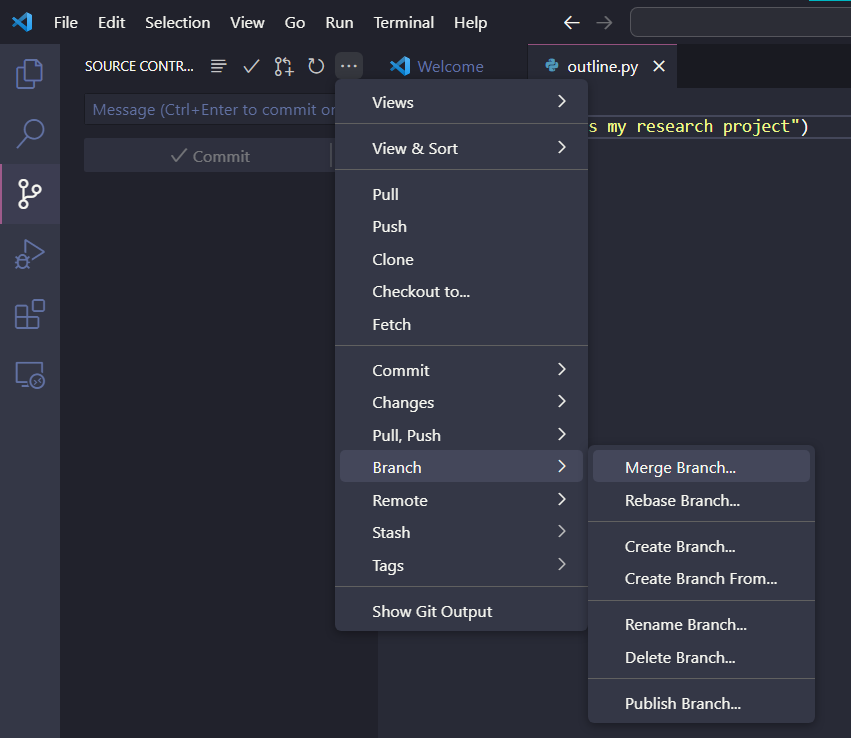 File Edit Selection View Go Run Terminal Help
SOURCE CONTR... Welcome outline.py
Message (Ctrl+Enter to commit or
s my research project")
Commit
Views
View & Sort
Pull
Push
Clone
Checkout to...
Fetch
Commit
Changes
Pull, Push
Branch
Remote
Stash
Tags
Show Git Output
Merge Branch...
Rebase Branch...
Create Branch...
Create Branch From...
Rename Branch...
Delete Branch...
Publish Branch...